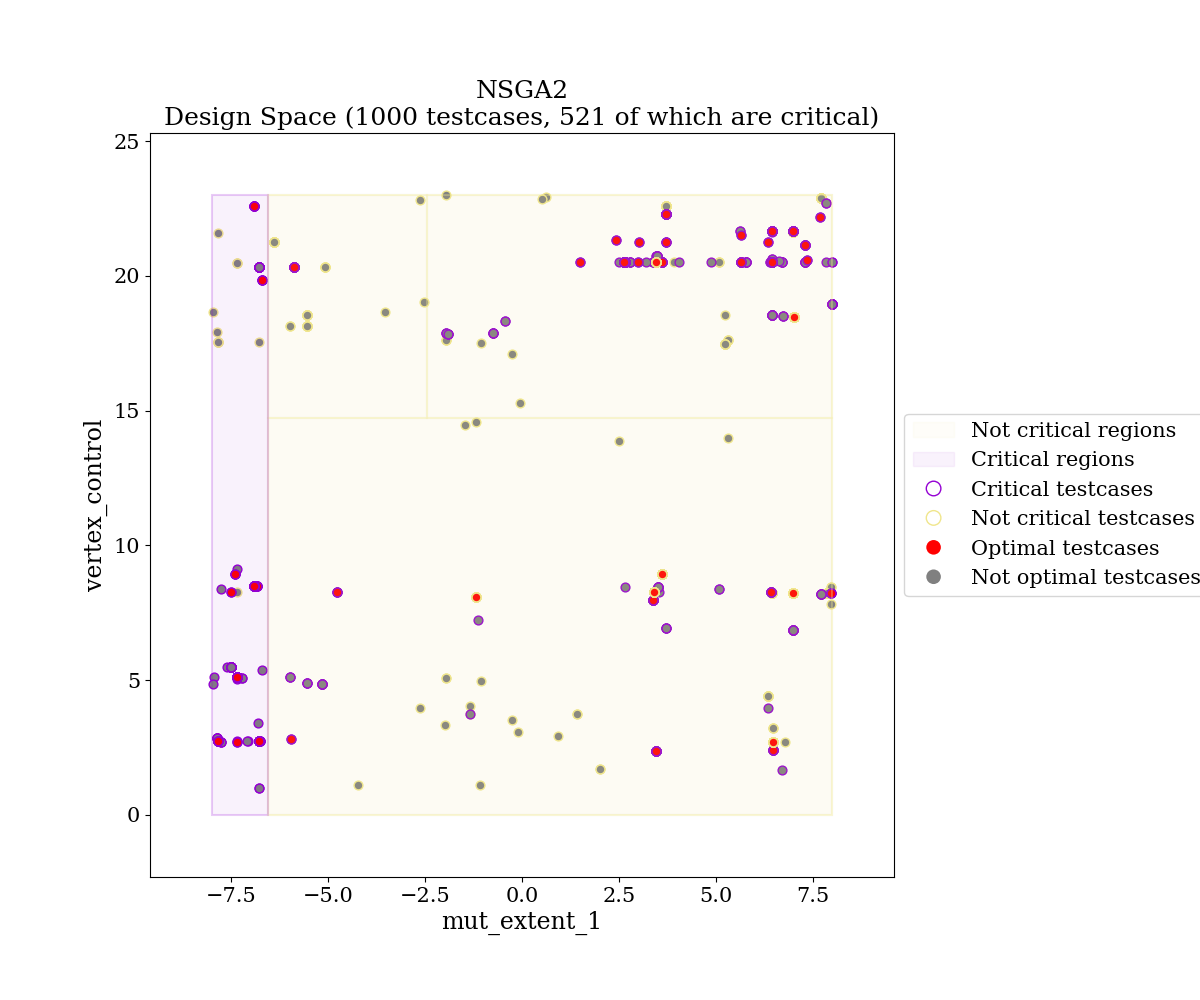 NSGA2
Design Space (1000 testcases, 521 of which are critical)
25
20
15
10
5
0
vertex_control
−7.5 −5.0 −2.5 0.0 2.5 5.0 7.5
mut_extent_1
Not critical regions
Critical regions
Critical testcases
Not critical testcases
Optimal testcases
Not optimal testcases